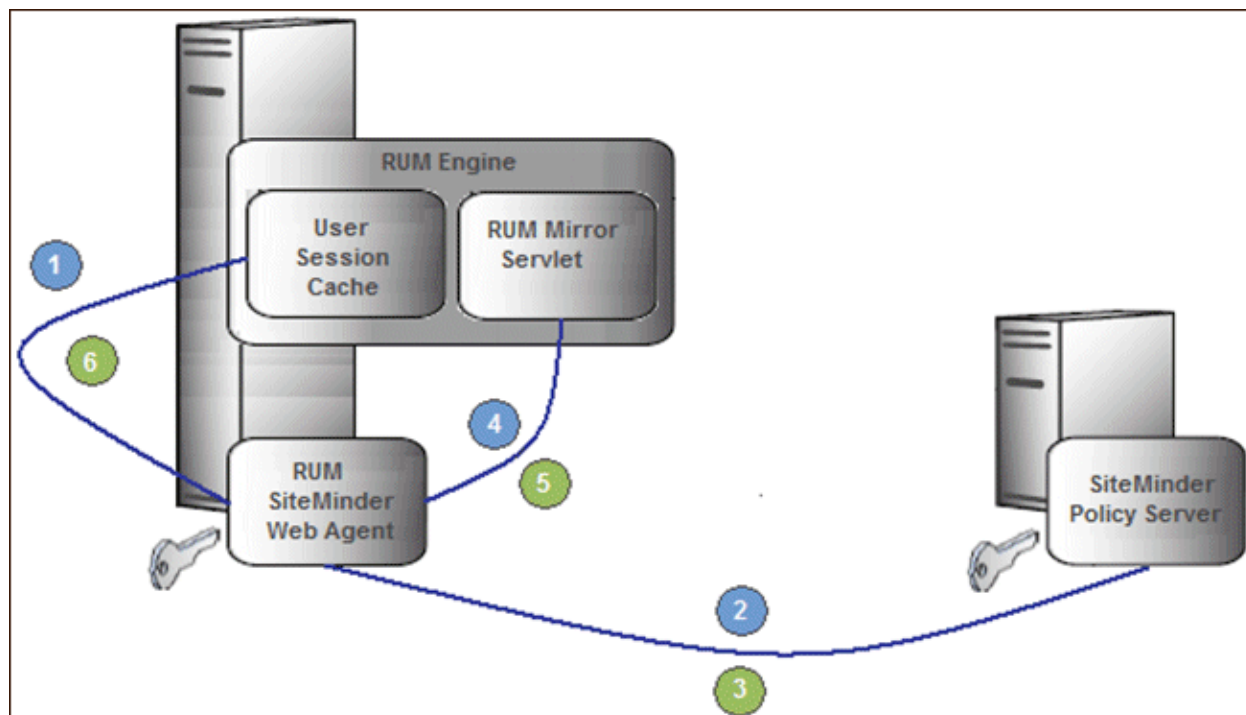 RUM Engine
User
Session
Cache
RUM Mirror
Servlet
1
6
4
5
RUM
SiteMinder
Web Agent
SiteMinder
Policy Server
2
3